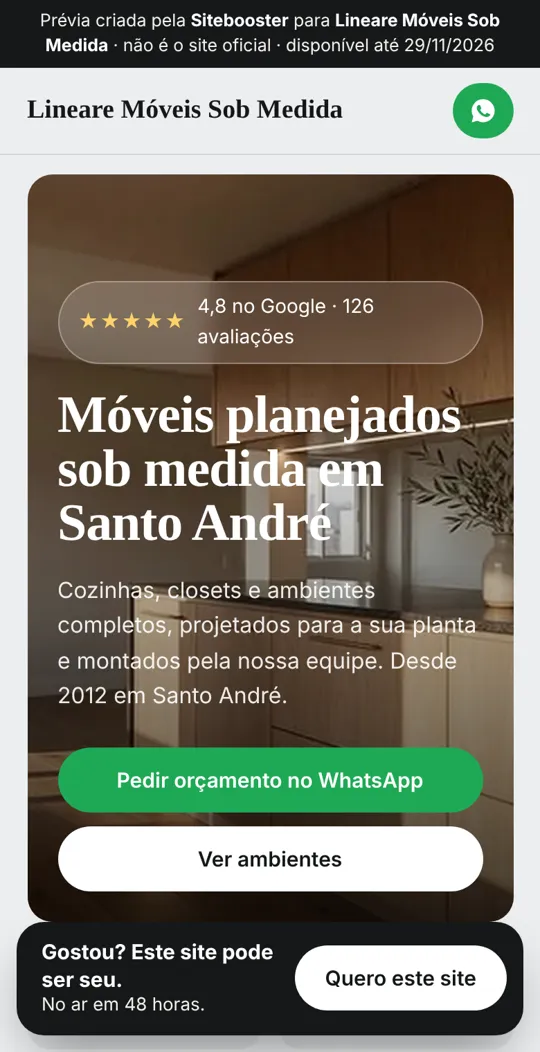 Prévia criada pela Sitebooster para Lineare Móveis Sob
Medida · não é o site oficial · disponível até 29/11/2026
Lineare Móveis Sob Medida
★★★★★ 4,8 no Google · 126
avaliações
Móveis planejados
sob medida em
Santo André
Cozinhas, closets e ambientes
completos, projetados para a sua planta
e montados pela nossa equipe. Desde
2012 em Santo André.
Pedir orçamento no WhatsApp
Ver ambientes
Gostou? Este site pode
ser seu.
No ar em 48 horas.
Quero este site